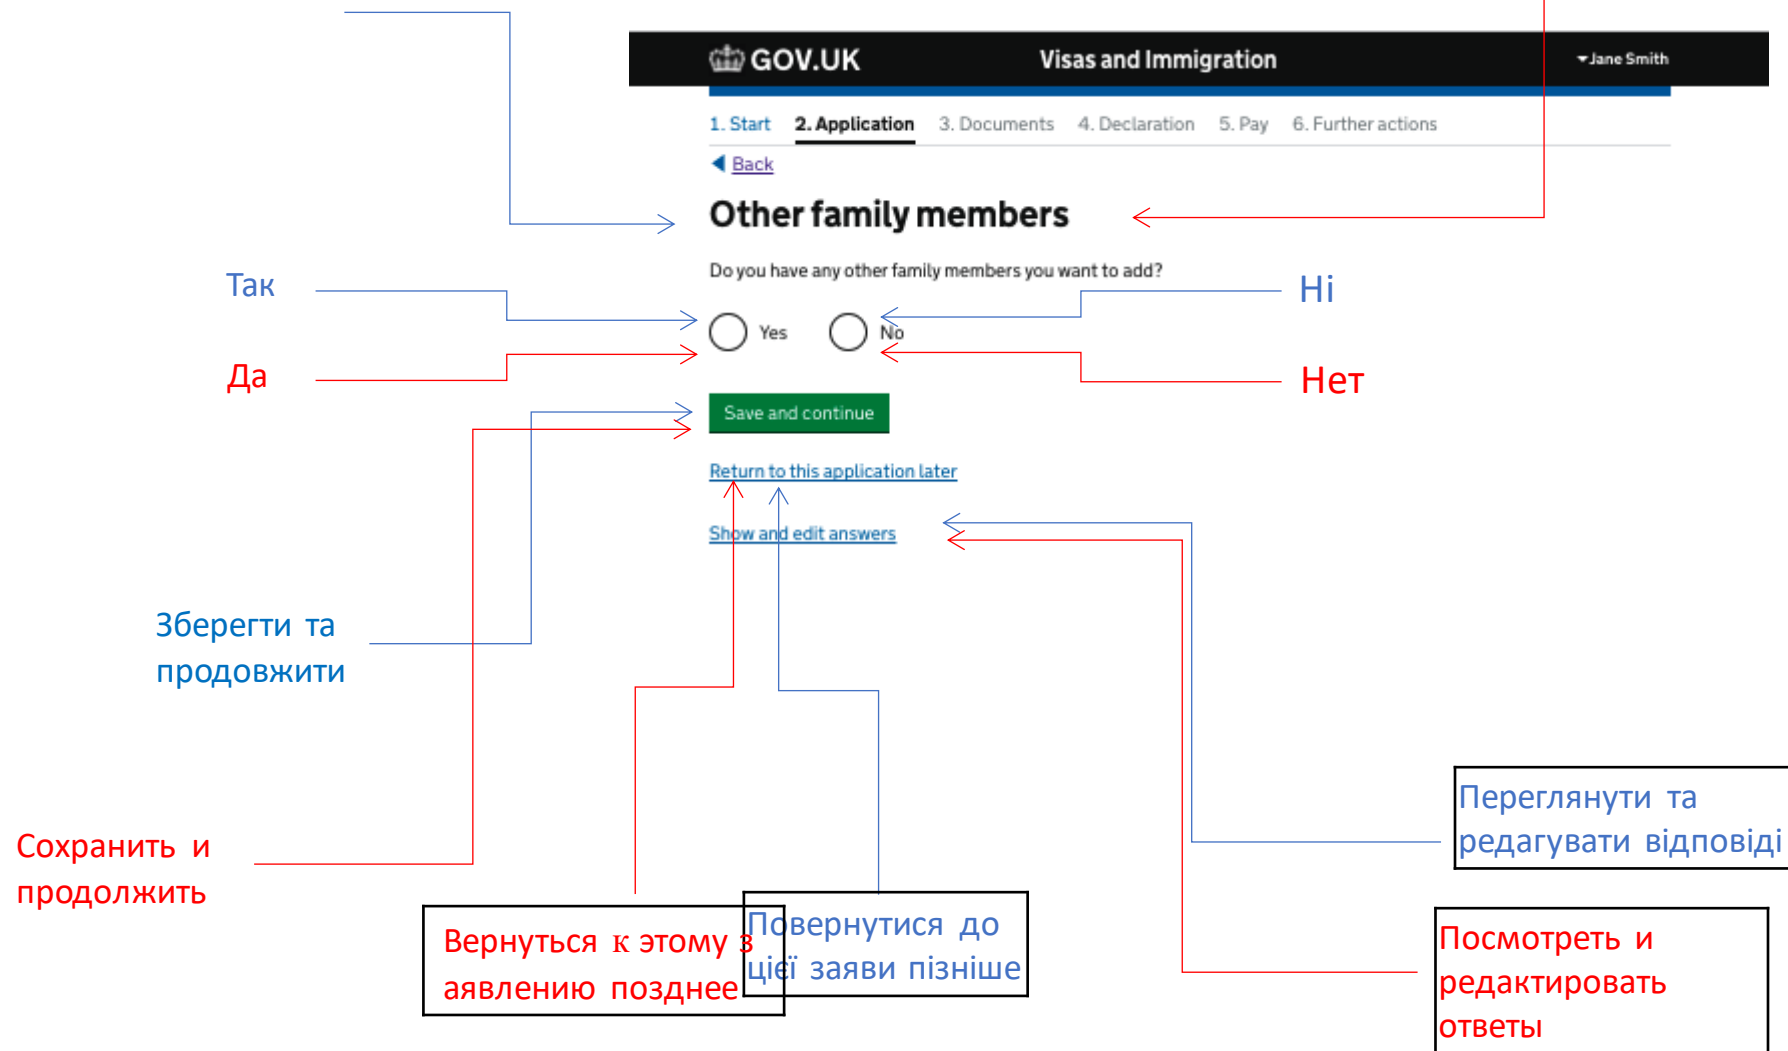 GOV.UK Visas and Immigration Jane Smith
1. Start 2. Application 3. Documents 4. Declaration 5. Pay 6. Further actions
Back
Other family members
Do you have any other family members you want to add?
Так
Ні
Yes No
Да
Нет
Save and continue
Return to this application later
Show and edit answers
Зберегти та
продовжити
Переглянути та
редагувати відповіді
Сохранить и
продолжить
Вернуться к этому з
аявлению позднее
Повернутися до
цієї заяви пізніше
Посмотреть и
редактировать
ответы